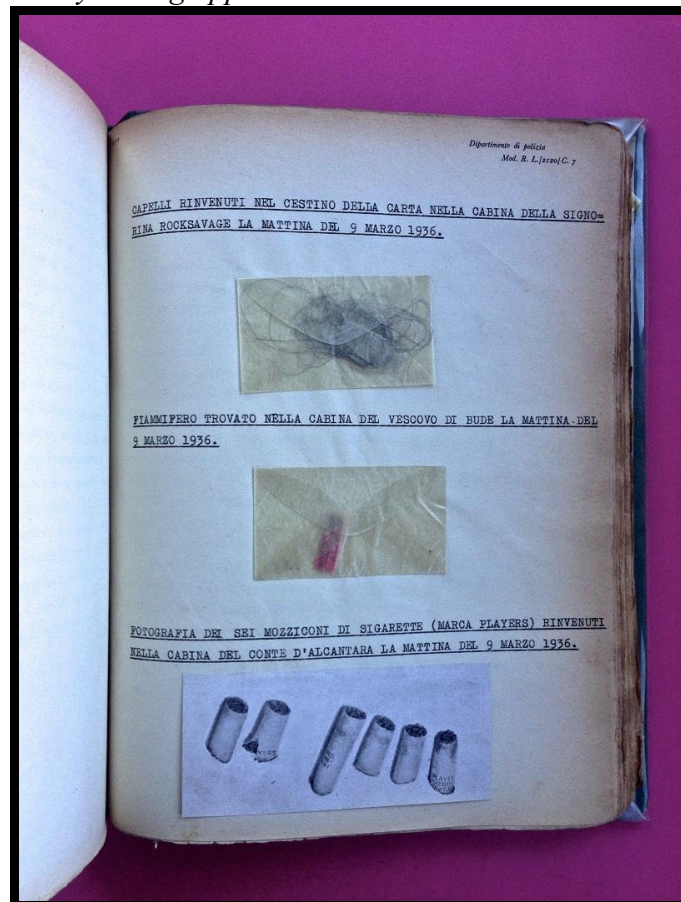 Dipartimento di polizia
Mod. R. L./2120/C. 7
CAPELLI RINVENUTI NEL CESTINO DELLA CARTA NELLA CABINA DELLA SIGNO=
RINA ROCKSAVAGE LA MATTINA DEL 9 MARZO 1936.
FIAMMIFERO TROVATO NELLA CABINA DEL VESCOVO DI BUDE LA MATTINA DEL
9 MARZO 1936.
FOTOGRAFIA DEI SEI MOZZICONI DI SIGARETTE (MARCA PLAYERS) RINVENUTI
NELLA CABINA DEL CONTE D'ALCANTARA LA MATTINA DEL 9 MARZO 1936.